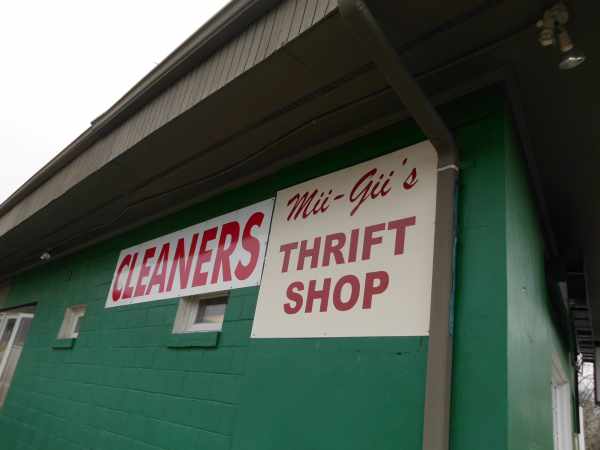 CLEANERS
Mii-Gii's
THRIFT
SHOP